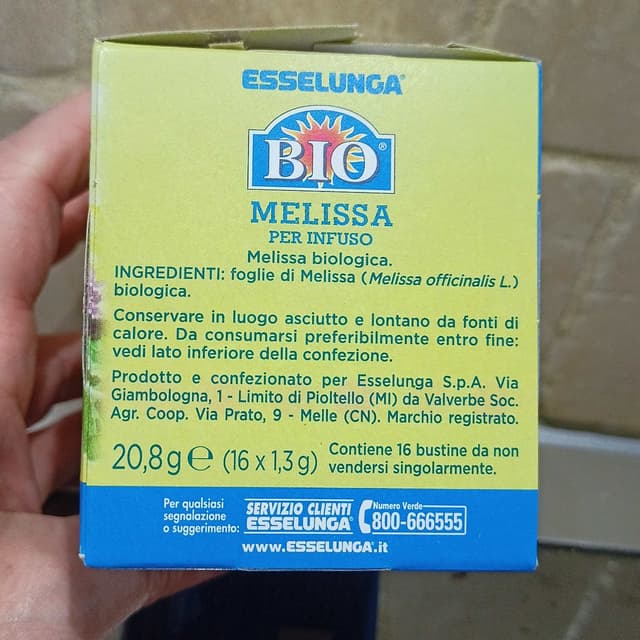 ESSELUNGA®
BIO®
MELISSA
PER INFUSO
Melissa biologica.
INGREDIENTI: foglie di Melissa (Melissa officinalis L.)
biologica.
Conservare in luogo asciutto e lontano da fonti di
calore. Da consumarsi preferibilmente entro fine:
vedi lato inferiore della confezione.
Prodotto e confezionato per Esselunga S.p.A. Via
Giambologna, 1 - Limito di Pioltello (MI) da Valverbe Soc.
Agr. Coop. Via Prato, 9 - Melle (CN). Marchio registrato.
20,8g℮ (16 x 1,3 g)
Contiene 16 bustine da non
vendersi singolarmente.
Per qualsiasi
segnalazione
o suggerimento:
SERVIZIO CLIENTI
ESSELUNGA®
Numero Verde
800-666555
www.ESSELUNGA.it